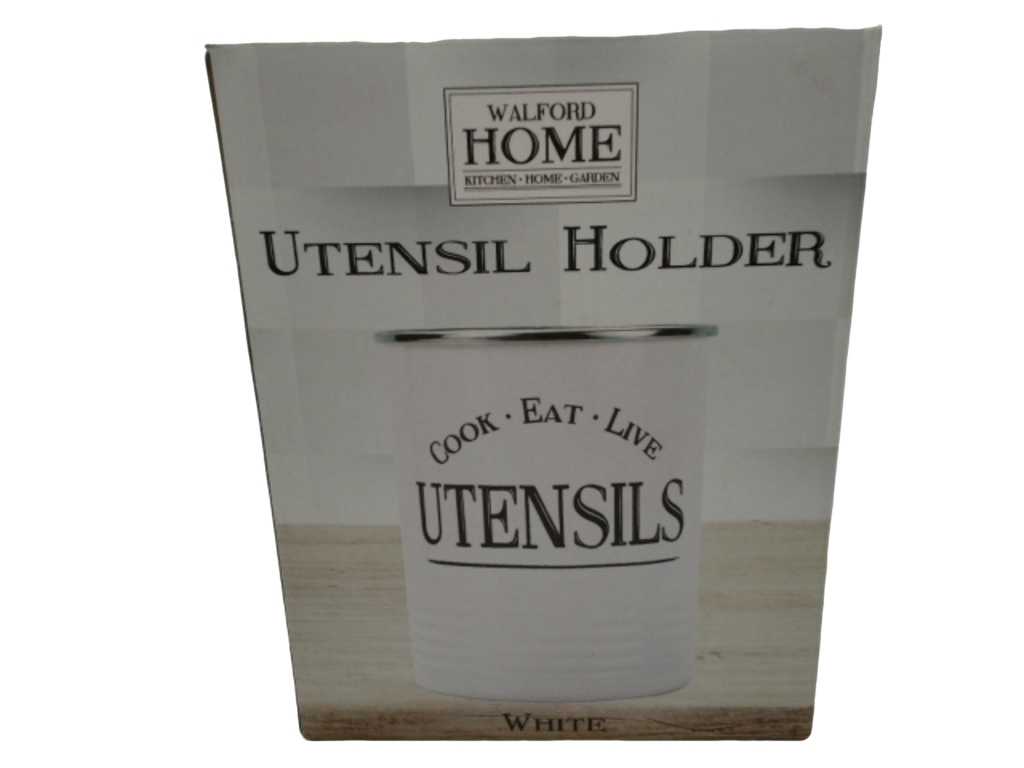 WALFORD
HOME
KITCHEN · HOME · GARDEN
UTENSIL HOLDER
COOK · EAT · LIVE
UTENSILS
WHITE